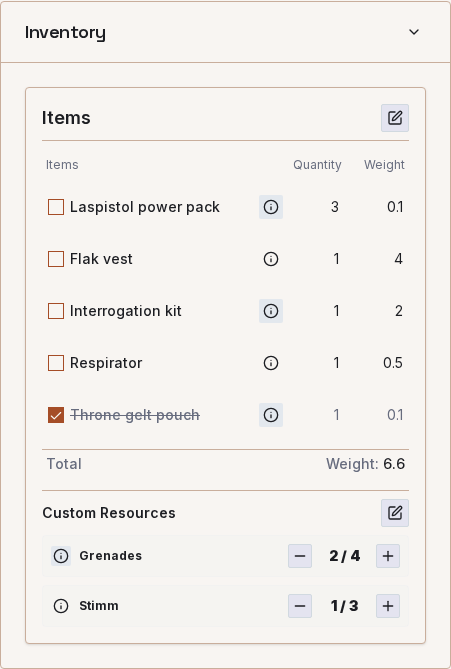 Inventory
Items
Items Quantity Weight
Laspistol power pack 3 0.1
Flak vest 1 4
Interrogation kit 1 2
Respirator 1 0.5
Throne gelt pouch 1 0.1
Total Weight: 6.6
Custom Resources
Grenades 2 / 4
Stimm 1 / 3